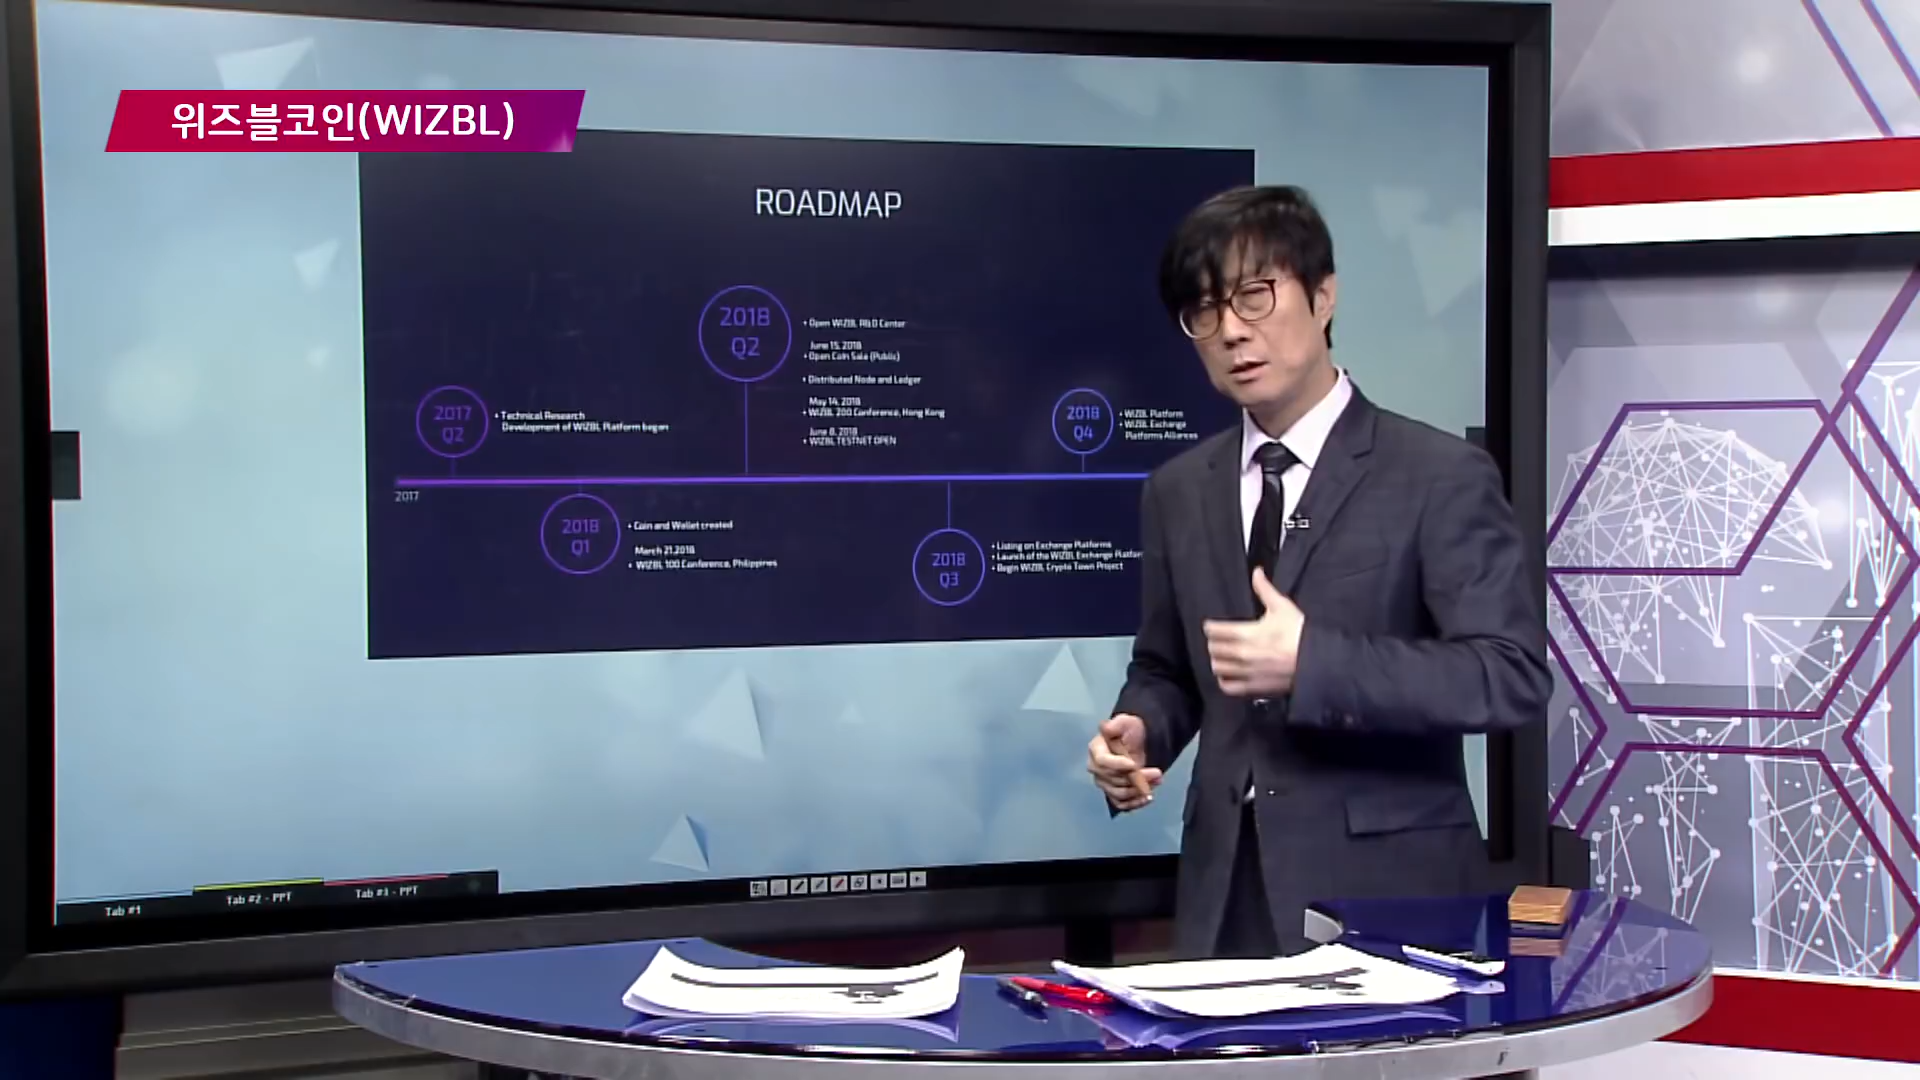 위즈블코인(WIZBL)
ROADMAP
2018
Q2
• Open WIZBL R&D Center
June 15, 2018
• Open Coin Sale (Public)
• Distributed Node and Ledger
May 14, 2018
• WIZBL 200 Conference, Hong Kong
June 8, 2018
• WIZBL TESTNET OPEN
2017
Q2
• Technical Research
Development of WIZBL Platform began
2018
Q4
• WIZBL Platform
• WIZBL Exchange
Platforms Alliances
2017
2018
Q1
• Coin and Wallet created
March 21,2018
• WIZBL 100 Conference, Philippines
2018
Q3
• Listing on Exchange Platforms
• Launch of the WIZBL Exchange Platfor
• Begin WIZBL Crypto Town Project
Tab #1
Tab #2 - PPT
Tab #3 - PPT